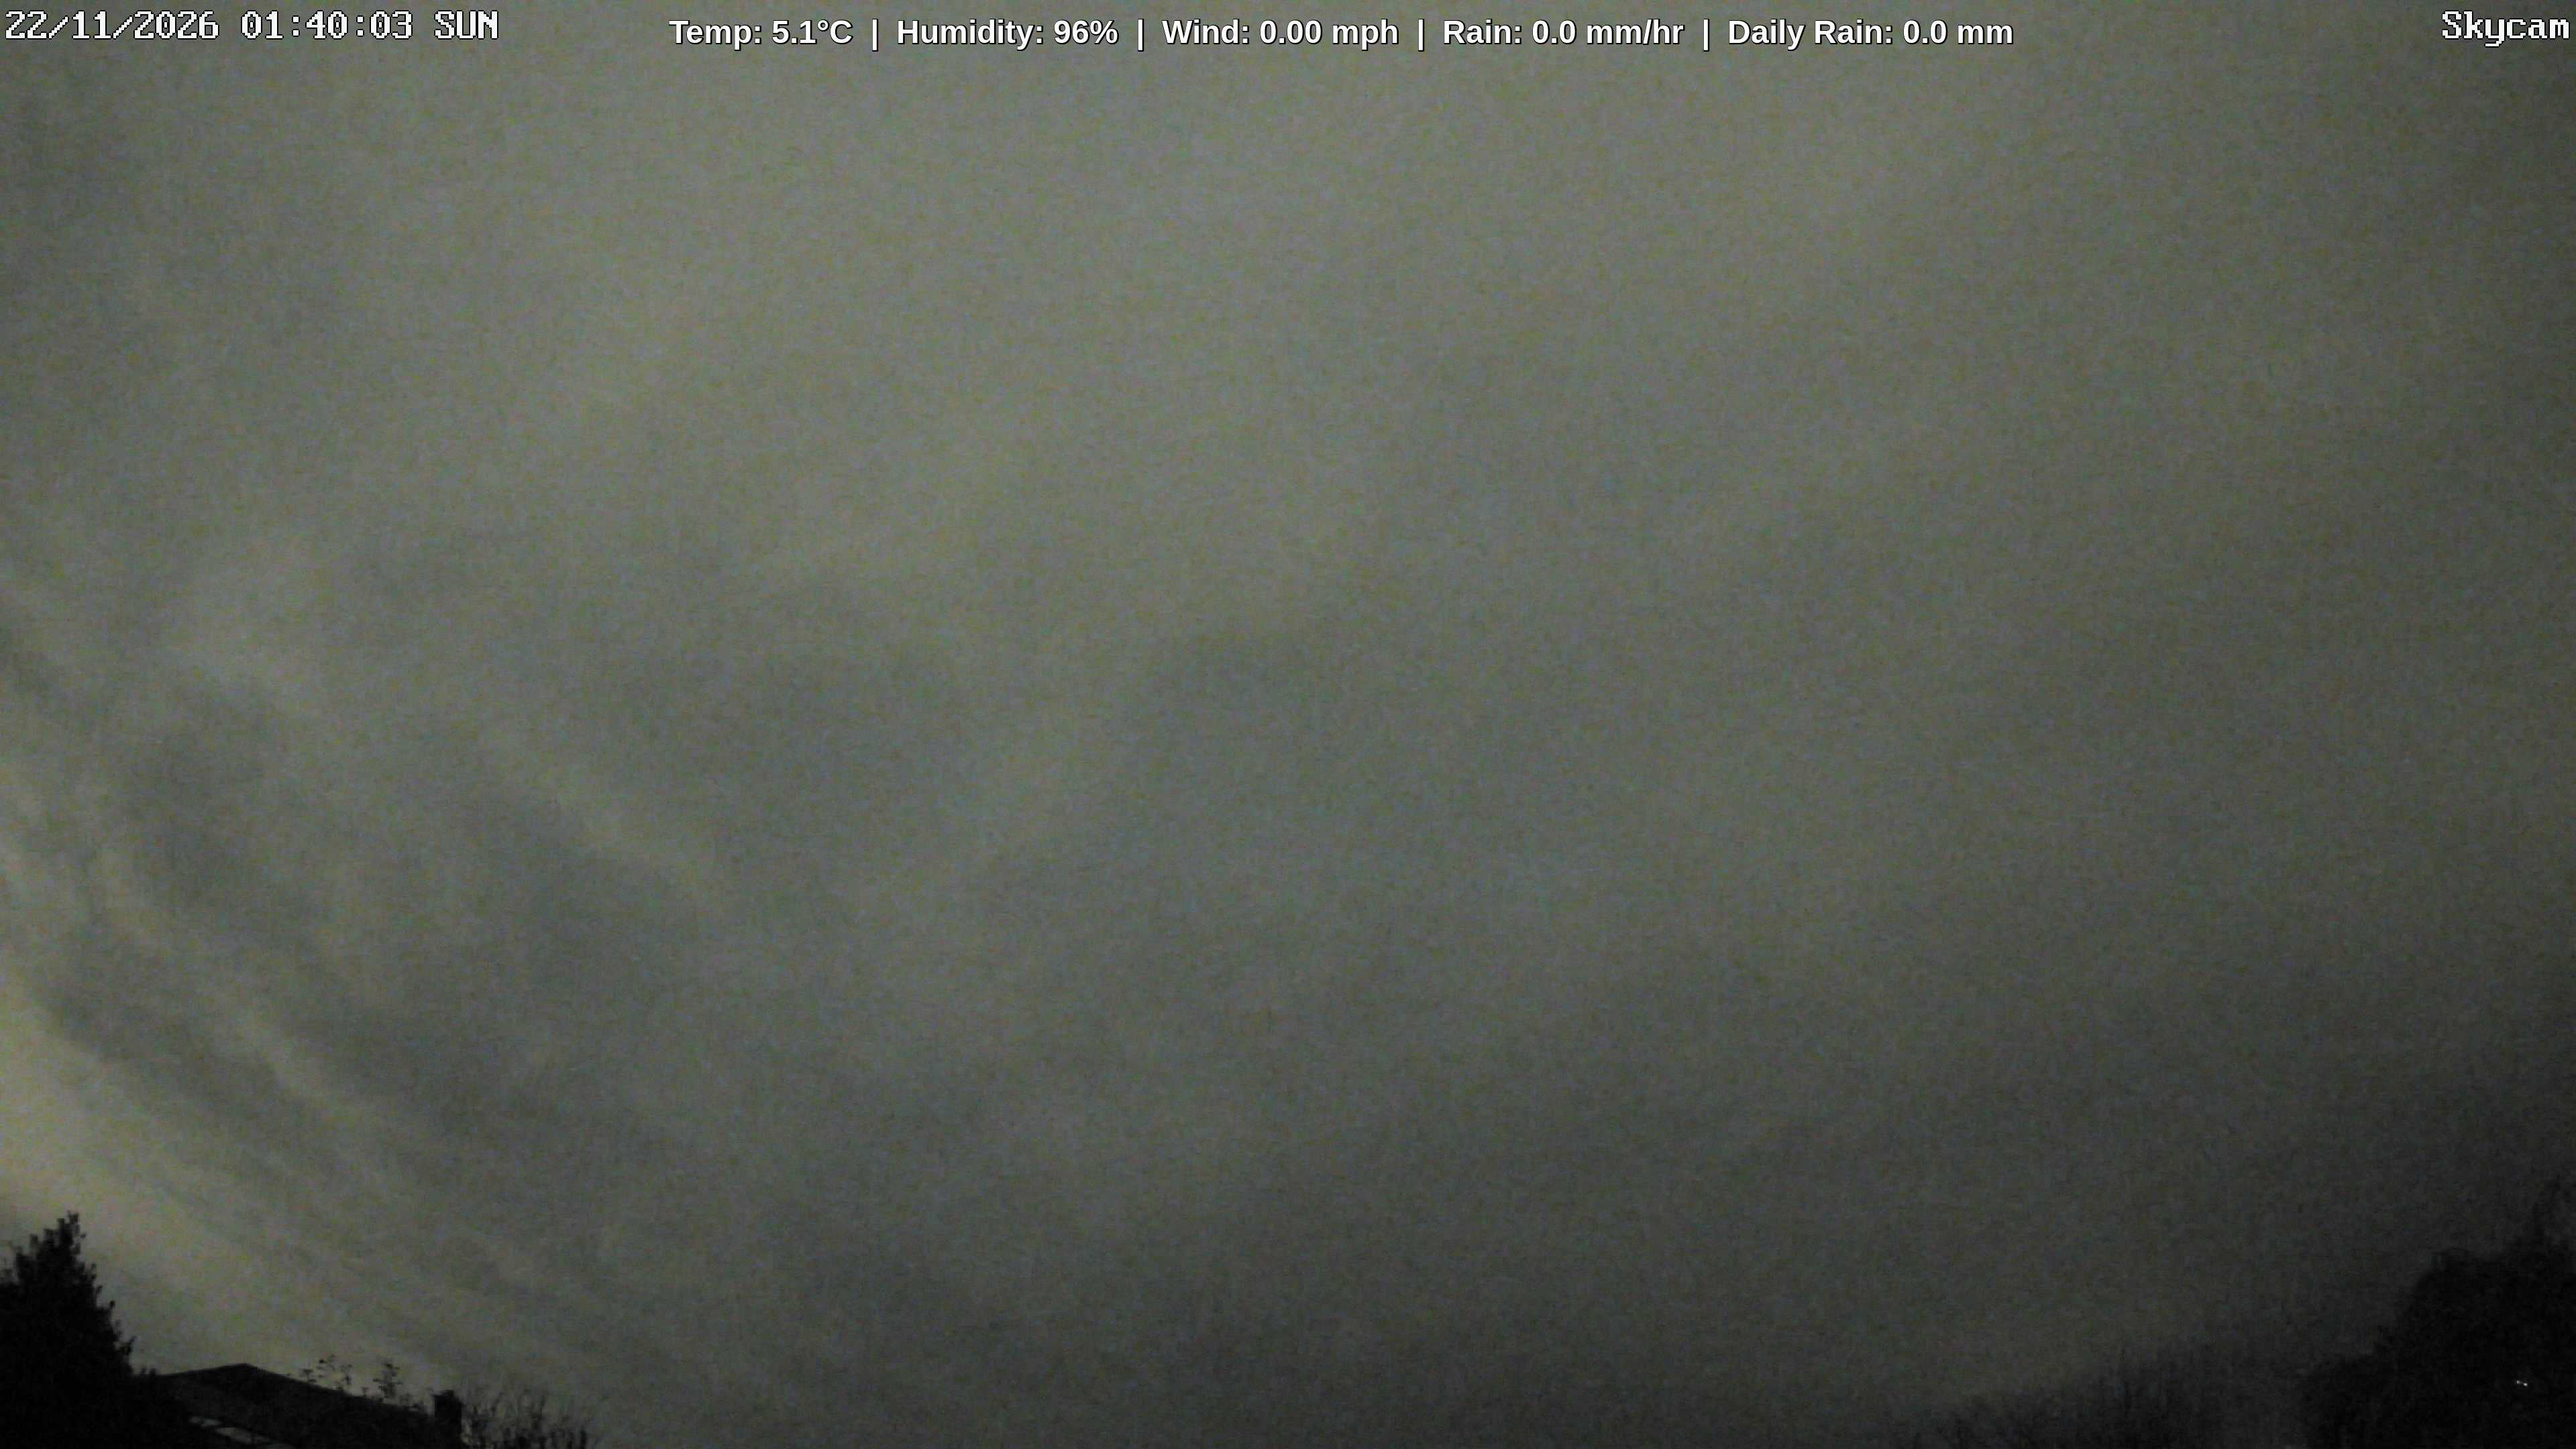 22/11/2026 01:40:03 SUN
Temp: 5.1°C | Humidity: 96% | Wind: 0.00 mph | Rain: 0.0 mm/hr | Daily Rain: 0.0 mm
Skycam